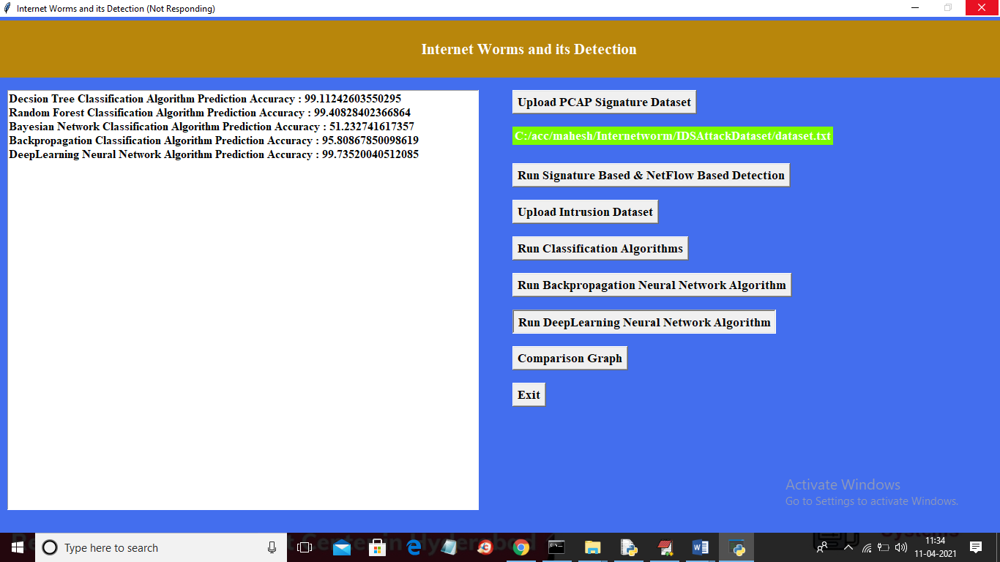 Internet Worms and its Detection (Not Responding)
Internet Worms and its Detection
Decsion Tree Classification Algorithm Prediction Accuracy : 99.11242603550295
Random Forest Classification Algorithm Prediction Accuracy : 99.40828402366864
Bayesian Network Classification Algorithm Prediction Accuracy : 51.232741617357
Backpropagation Classification Algorithm Prediction Accuracy : 95.80867850098619
DeepLearning Neural Network Algorithm Prediction Accuracy : 99.73520040512085
Upload PCAP Signature Dataset
C:/acc/mahesh/Internetworm/IDSAttackDataset/dataset.txt
Run Signature Based & NetFlow Based Detection
Upload Intrusion Dataset
Run Classification Algorithms
Run Backpropagation Neural Network Algorithm
Run DeepLearning Neural Network Algorithm
Comparison Graph
Exit
Activate Windows
Go to Settings to activate Windows.
Type here to search
11:34
11-04-2021